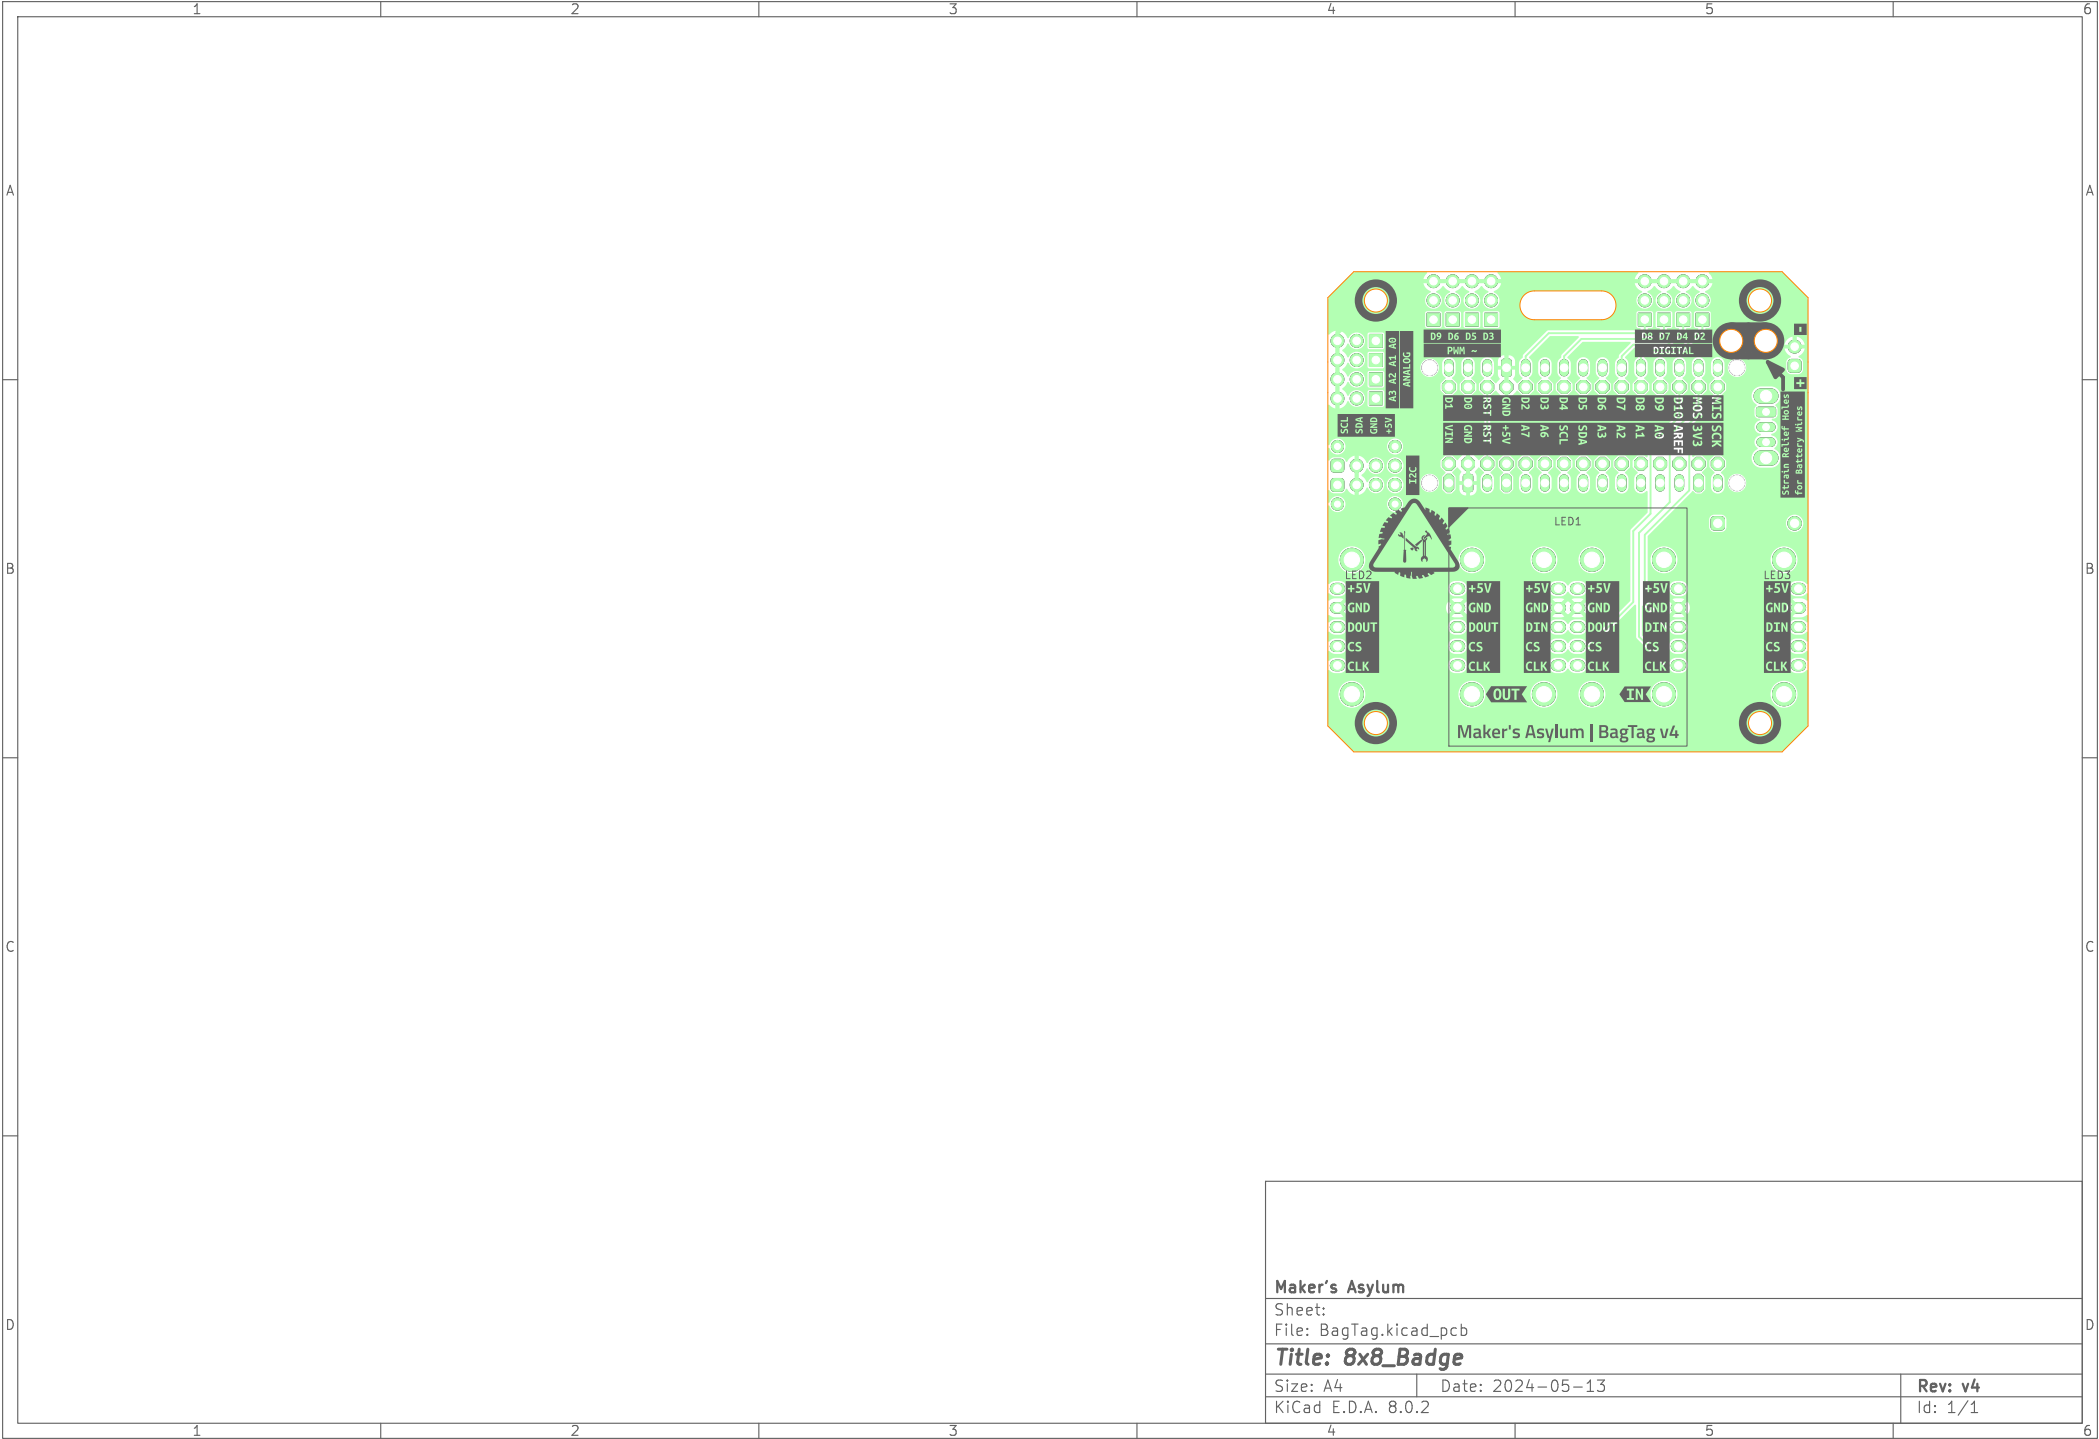 1 2 3 4 5 6
A A
D9 D6 D5 D3
PWM ~
D8 D7 D4 D2
DIGITAL
-
+
A3 A2 A1 A0
ANALOG
SCL
SDA
GND
+5V
I2C
D1 D0 RST GND D2 D3 D4 D5 D6 D7 D8 D9 D10 MOS MIS
VIN GND RST +5V A7 A6 SCL SDA A3 A2 A1 A0 AREF 3V3 SCK
Strain Relief Holes
for Battery Wires
LED1
B B
LED2
LED3
+5V +5V +5V +5V +5V +5V
GND GND GND GND GND GND
DOUT DOUT DIN DOUT DIN DIN
CS CS CS CS CS CS
CLK CLK CLK CLK CLK CLK
OUT IN
Maker's Asylum | BagTag v4
C C
Maker's Asylum
Sheet:
File: BagTag.kicad_pcb
D D
Title: 8x8_Badge
Size: A4 Date: 2024-05-13 Rev: v4
KiCad E.D.A. 8.0.2 Id: 1/1
1 2 3 4 5 6